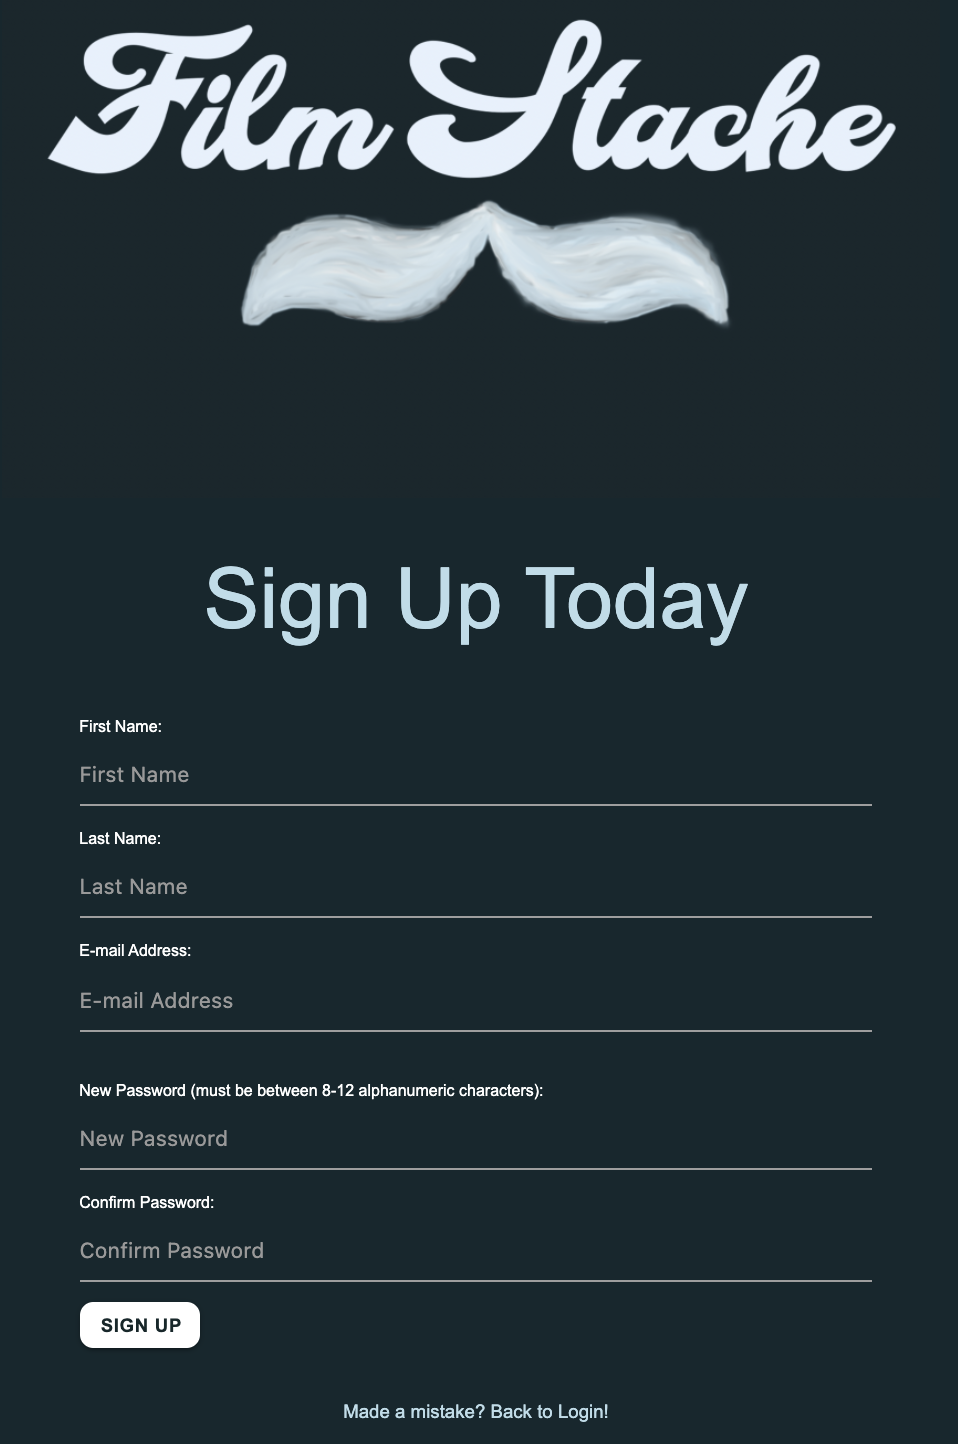 Film Stache
Sign Up Today
First Name:
First Name
Last Name:
Last Name
E-mail Address:
E-mail Address
New Password (must be between 8-12 alphanumeric characters):
New Password
Confirm Password:
Confirm Password
SIGN UP
Made a mistake? Back to Login!